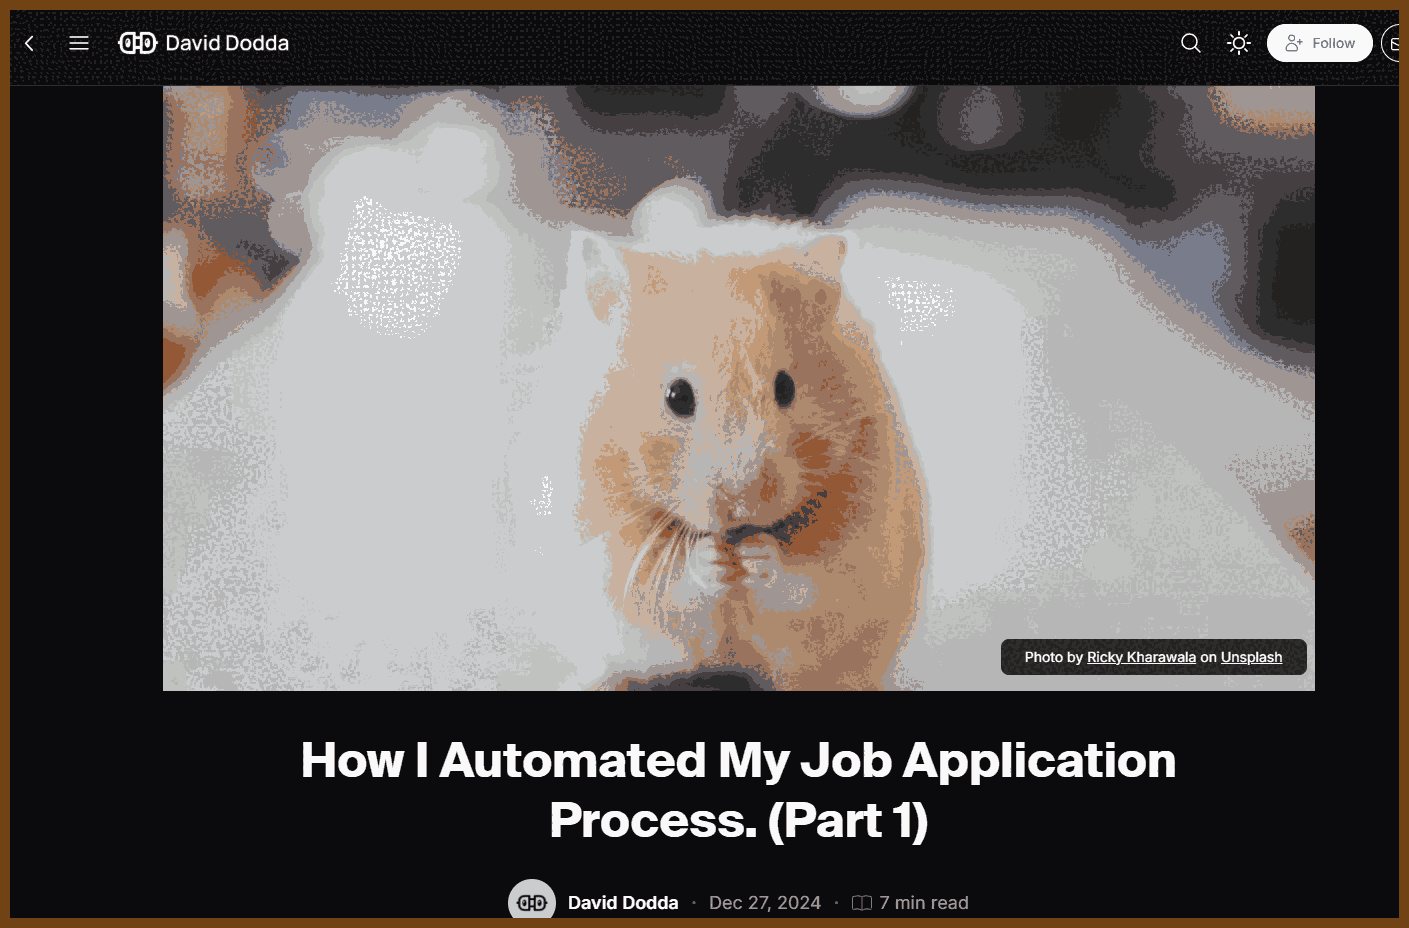 David Dodda
Follow
Photo by Ricky Kharawala on Unsplash
How I Automated My Job Application
Process. (Part 1)
David Dodda · Dec 27, 2024 · 7 min read